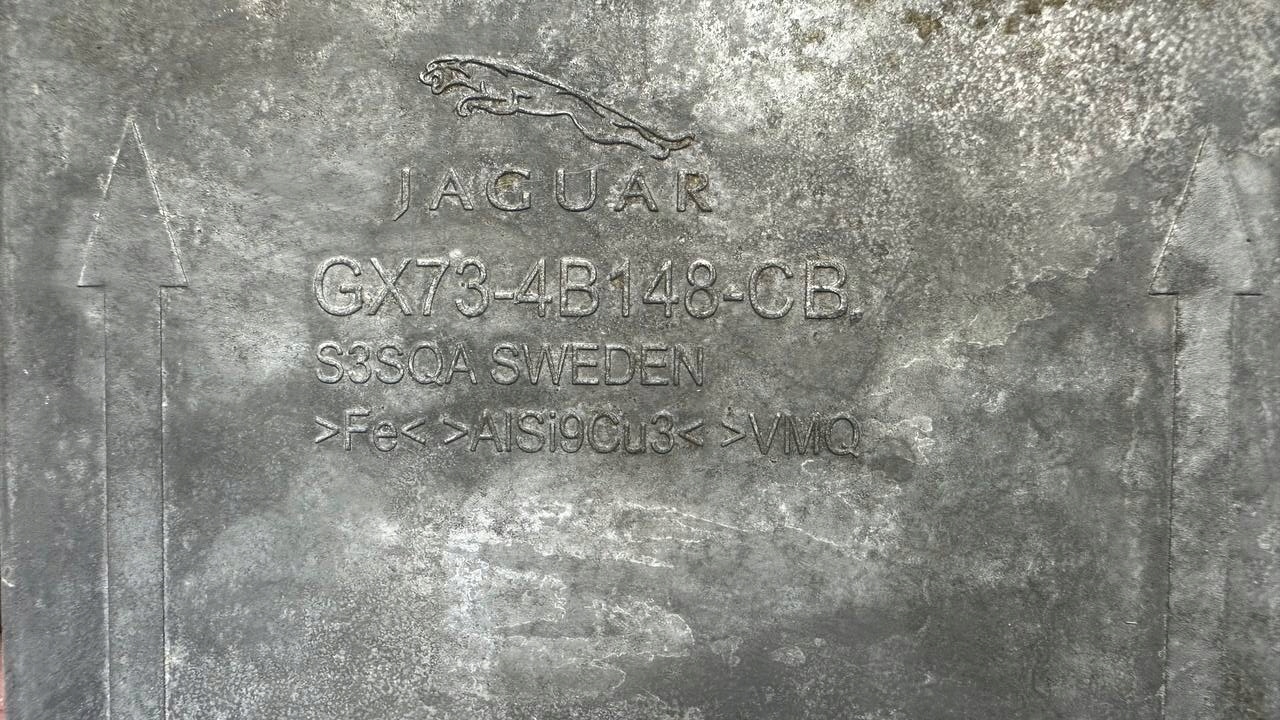 JAGUAR
GX73-4B148-CB.
S3SQA SWEDEN
>Fe< >AlSi9Cu3< >VMQ